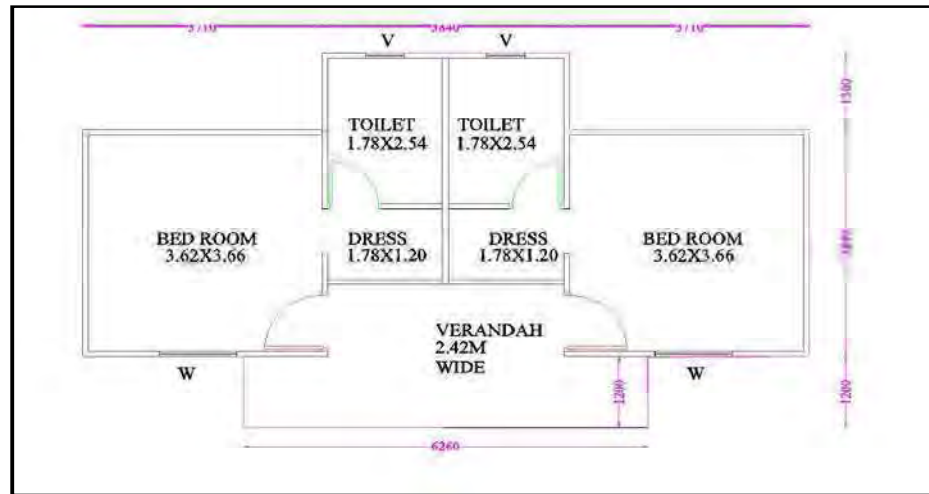 3710 3840 3710
V V
TOILET
1.78X2.54
TOILET
1.78X2.54
1300
BED ROOM
3.62X3.66
DRESS
1.78X1.20
DRESS
1.78X1.20
BED ROOM
3.62X3.66
VERANDAH
2.42M
WIDE
W W
1200
1200
6260